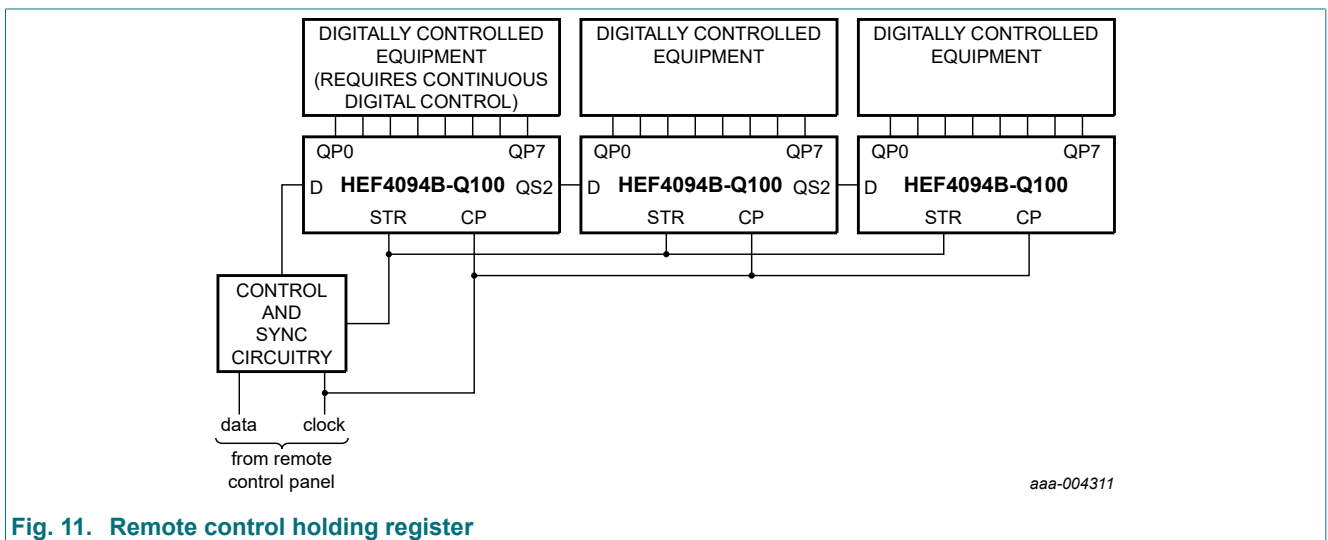 DIGITALLY CONTROLLED
EQUIPMENT
(REQUIRES CONTINUOUS
DIGITAL CONTROL)
DIGITALLY CONTROLLED
EQUIPMENT
DIGITALLY CONTROLLED
EQUIPMENT
QP0 QP7
D HEF4094B-Q100 QS2
STR CP
QP0 QP7
D HEF4094B-Q100 QS2
STR CP
QP0 QP7
D HEF4094B-Q100
STR CP
CONTROL
AND
SYNC
CIRCUITRY
data clock
from remote
control panel
aaa-004311
Fig. 11. Remote control holding register